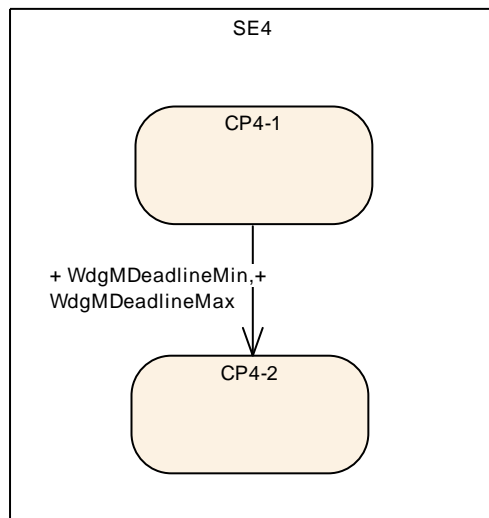 SE4
CP4-1
+ WdgMDeadlineMin,+
WdgMDeadlineMax
CP4-2